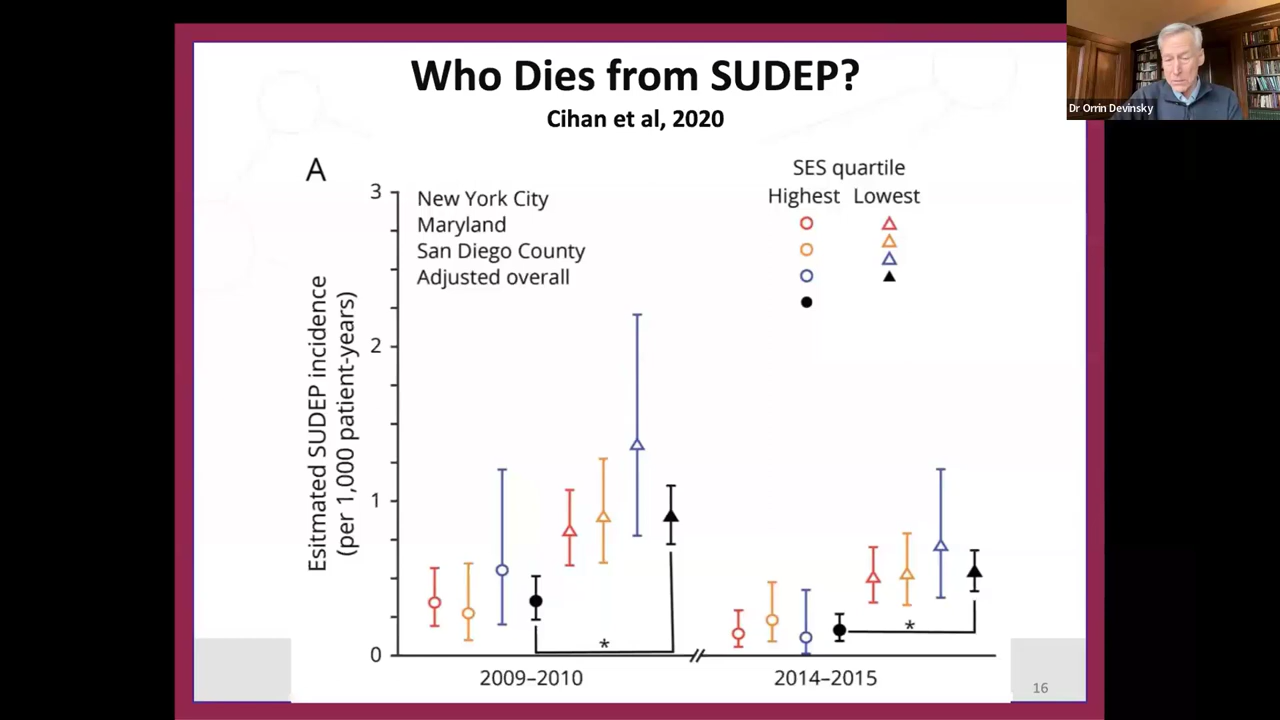 Who Dies from SUDEP?
Cihan et al, 2020
Dr Orrin Devinsky
A
SES quartile
Highest Lowest
New York City
Maryland
San Diego County
Adjusted overall
Esitmated SUDEP incidence
(per 1,000 patient-years)
3
2
1
0
*
*
2009–2010
2014–2015
16